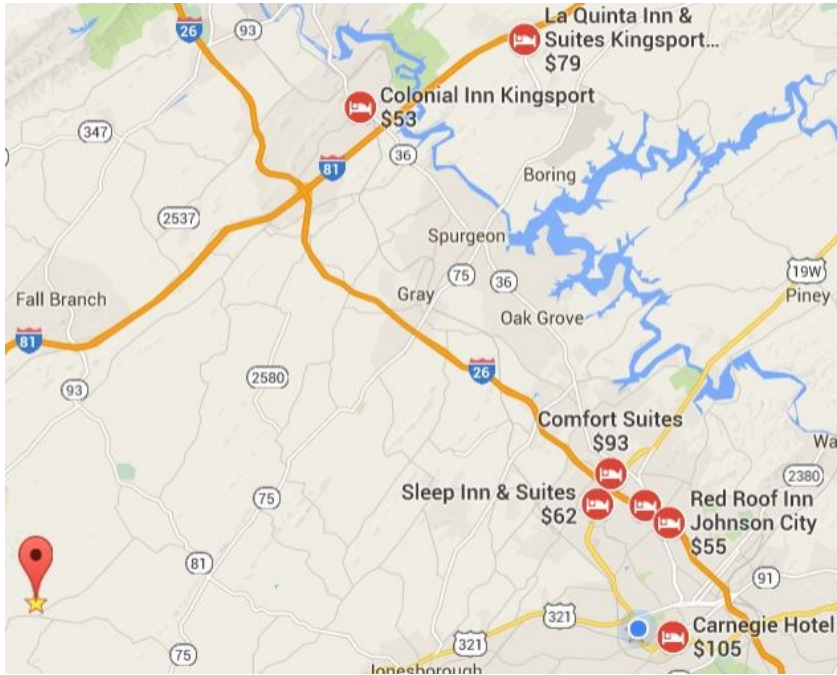 La Quinta Inn &
Suites Kingsport...
$79
26
93
Colonial Inn Kingsport
$53
347
36
81
Boring
2537
Spurgeon
19W
75
36
Piney
Fall Branch
Gray
Oak Grove
81
26
2580
93
Comfort Suites
$93
Wa
2380
Sleep Inn & Suites
$62
Red Roof Inn
Johnson City
$55
75
81
91
321
Carnegie Hotel
$105
321
75
Jonesborough